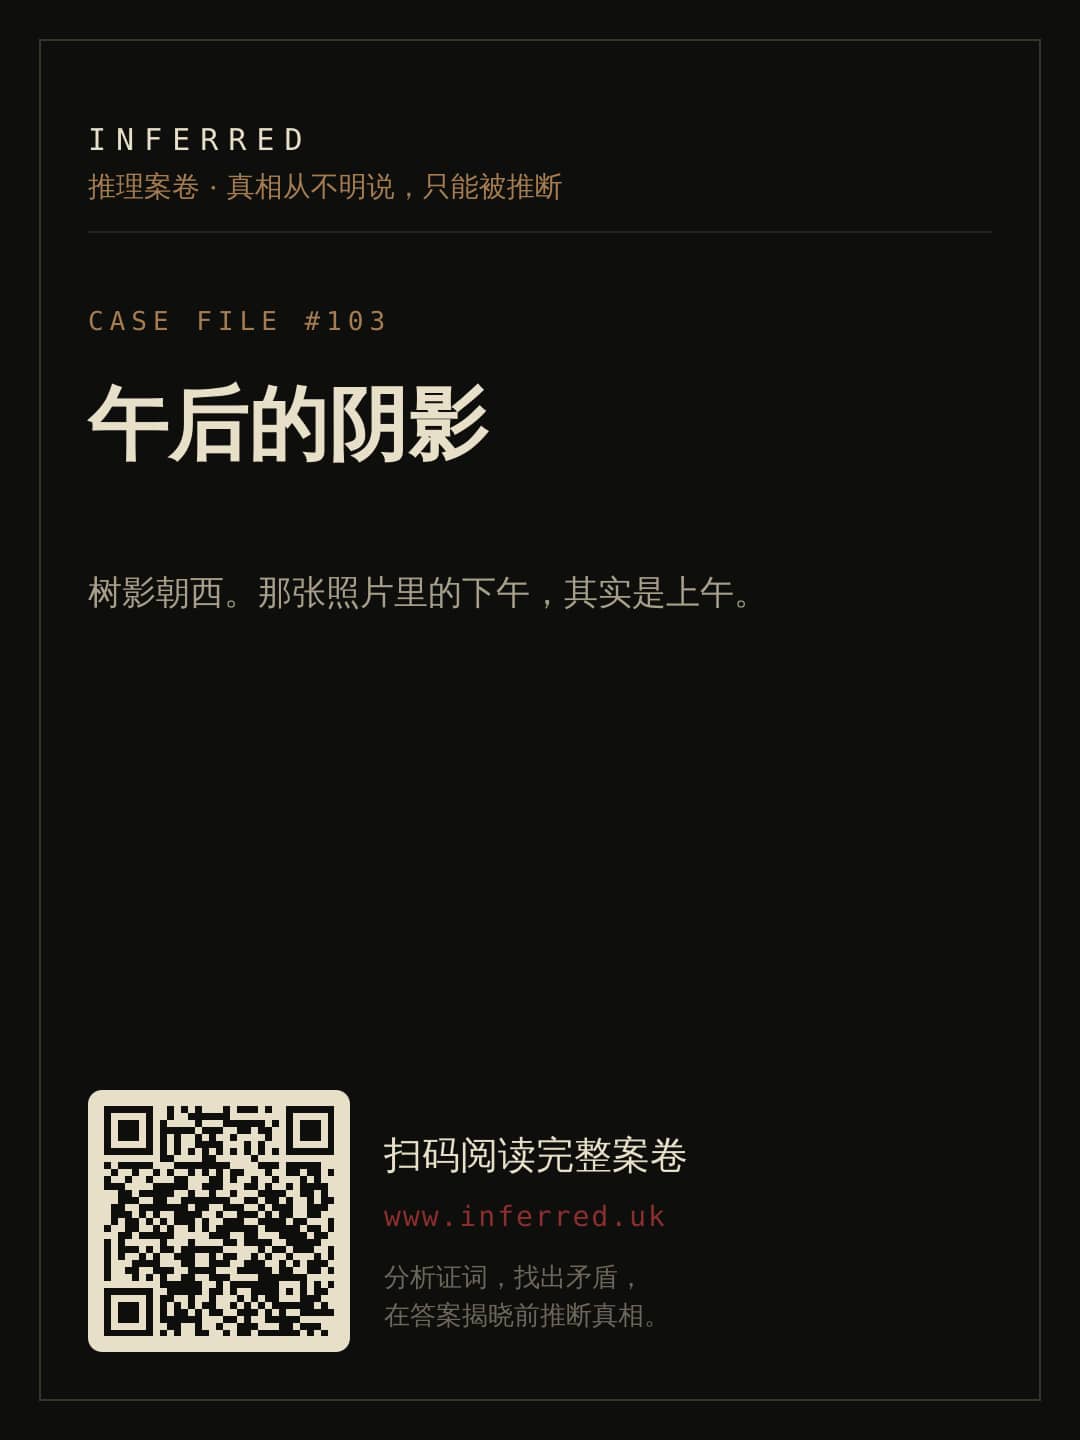 INFERRED
推理案卷 · 真相从不明说，只能被推断
CASE FILE #103
午后的阴影
树影朝西。那张照片里的下午，其实是上午。
扫码阅读完整案卷
www.inferred.uk
分析证词，找出矛盾，
在答案揭晓前推断真相。